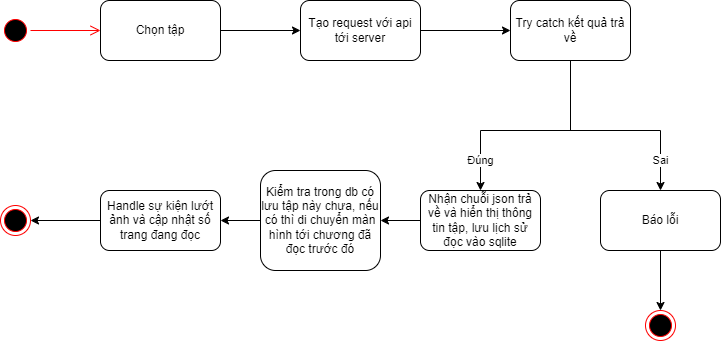 Chọn tập
Tạo request với api
tới server
Try catch kết quả trả
về
Đúng
Sai
Nhận chuỗi json trả
về và hiển thị thông
tin tập, lưu lịch sử
đọc vào sqlite
Báo lỗi
Kiểm tra trong db có
lưu tập này chưa, nếu
có thì di chuyển màn
hình tới chương đã
đọc trước đó
Handle sự kiện lướt
ảnh và cập nhật số
trang đang đọc